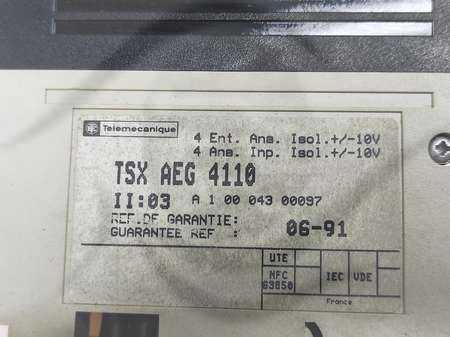 Telemecanique
4 Ent. Ana. Isol.+/-10V
4 Ana. Inp. Isol.+/-10V
TSX AEG 4110
II:03 A 1 00 043 00097
REF.DE GARANTIE:
GUARANTEE REF : 06-91
UTE
NFC 63850 IEC VDE
France